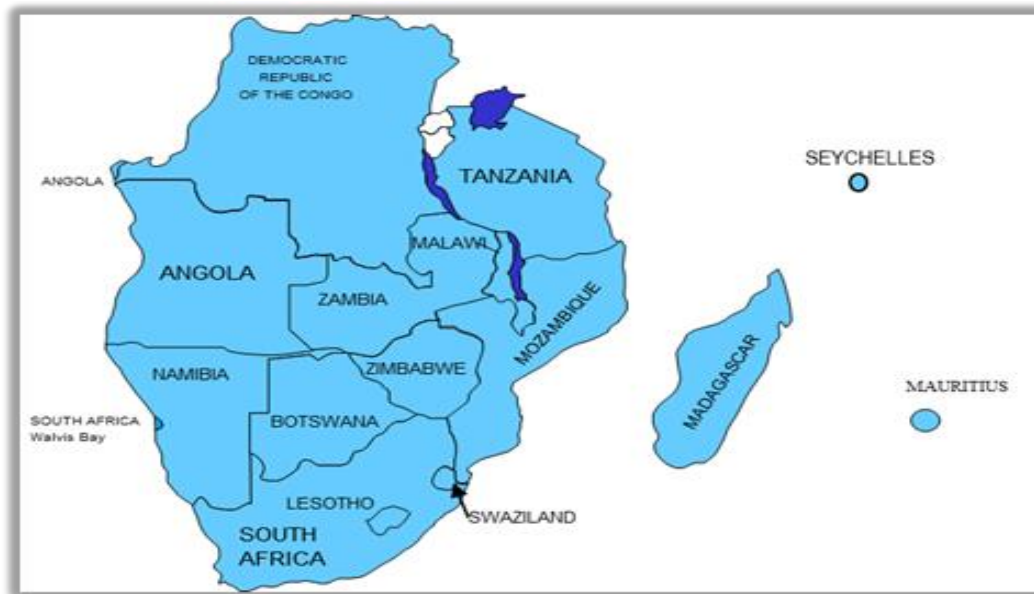 DEMOCRATIC
REPUBLIC
OF THE CONGO
SEYCHELLES
ANGOLA
TANZANIA
MALAWI
ANGOLA
ZAMBIA
MOZAMBIQUE
MADAGASCAR
NAMIBIA
ZIMBABWE
MAURITIUS
SOUTH AFRICA
Walvis Bay
BOTSWANA
LESOTHO
SWAZILAND
SOUTH
AFRICA